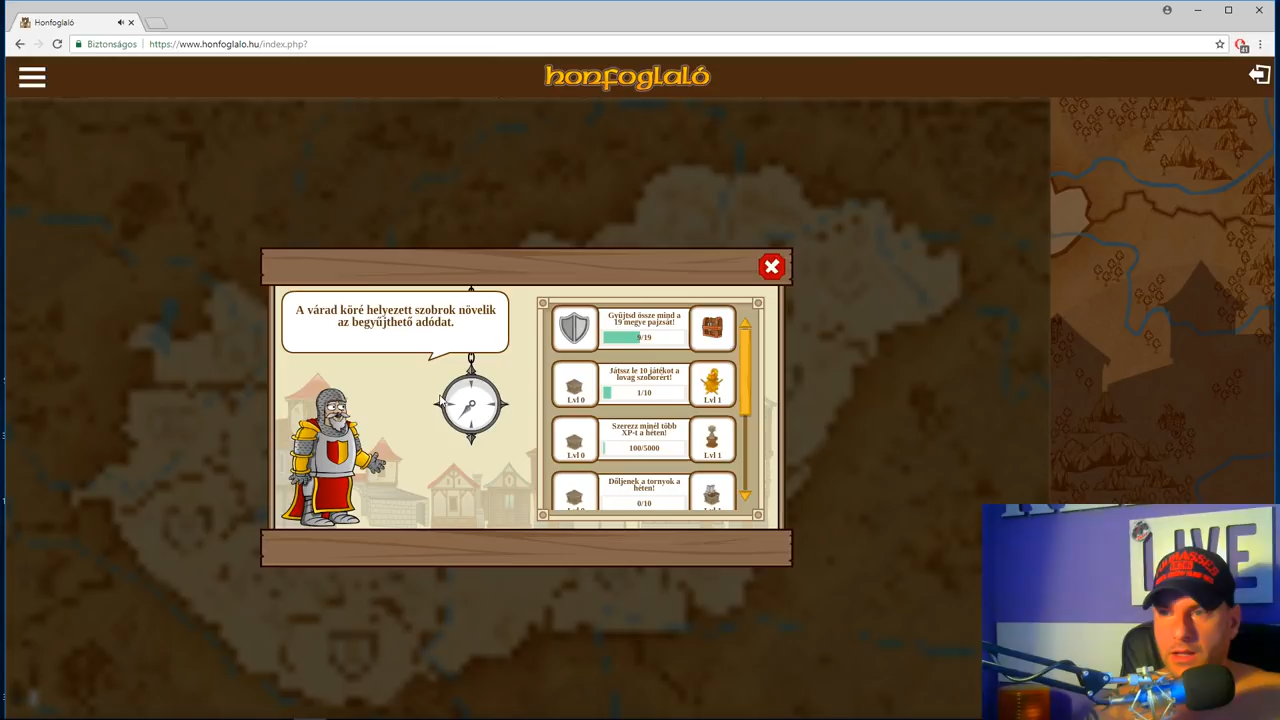 Honfoglaló
Biztonságos
https://www.honfoglalo.hu/index.php?
honfoglaló
A várad köré helyezett szobrok növelik
az begyűjthető adódat.
Gyűjtsd össze mind a
19 megye pajzsát!
9/19
Játssz le 10 játékot a
lovag szoborért!
1/10
Lvl 0
Lvl 1
Szerezz minél több
XP-t a héten!
100/5000
Lvl 0
Lvl 1
Dőljenek a tornyok a
héten!
0/10
LIVE